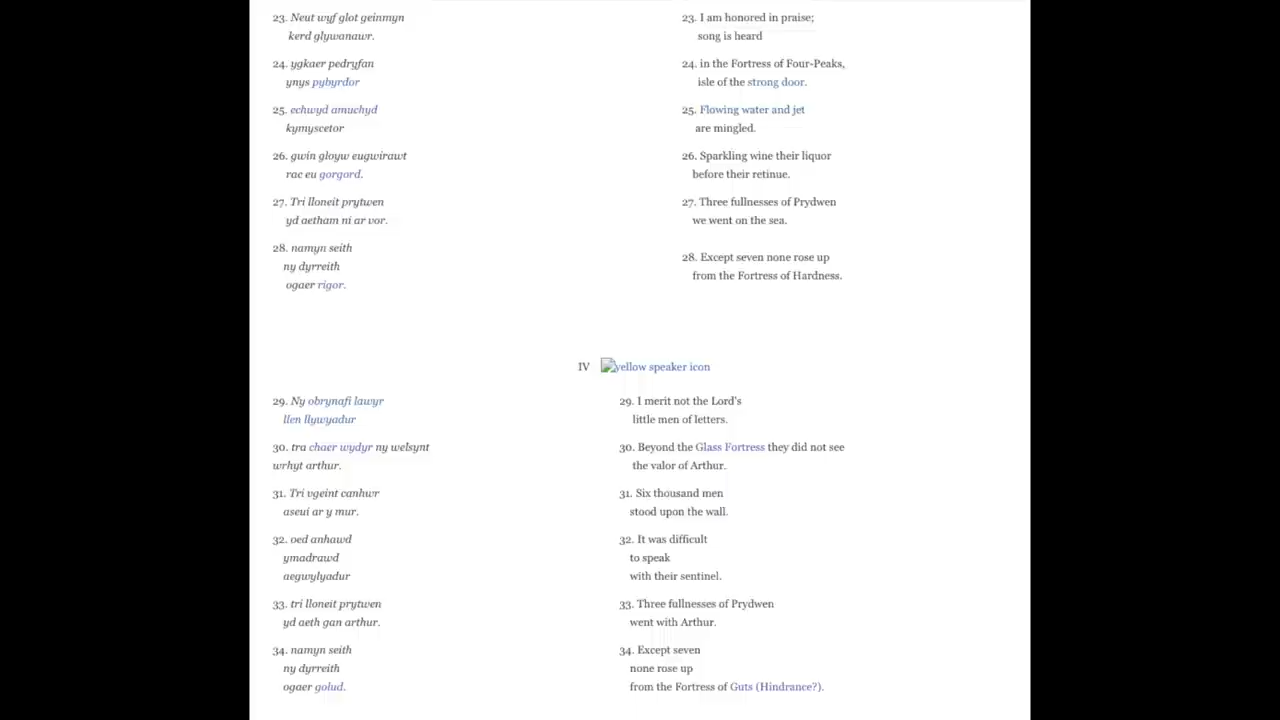 23. Neut wyf glot geinmyn
kerd glywanawr.
24. ygkaer pedryfan
ynys pybyrdor
25. echwyd amuchyd
kymyscetor
26. gwin gloyw eugwirawt
rac eu gorgord.
27. Tri lloneit prytwen
yd aetham ni ar vor.
28. namyn seith
ny dyrreith
ogaer rigor.
23. I am honored in praise;
song is heard
24. in the Fortress of Four-Peaks,
isle of the strong door.
25. Flowing water and jet
are mingled.
26. Sparkling wine their liquor
before their retinue.
27. Three fullnesses of Prydwen
we went on the sea.
28. Except seven none rose up
from the Fortress of Hardness.
IV yellow speaker icon
29. Ny obrynafi lawyr
llen llywyadur
30. tra chaer wydyr ny welsynt
wrhyt arthur.
31. Tri vgeint canhwr
aseui ar y mur.
32. oed anhawd
ymadrawd
aegwylyadur
33. tri lloneit prytwen
yd aeth gan arthur.
34. namyn seith
ny dyrreith
ogaer golud.
29. I merit not the Lord's
little men of letters.
30. Beyond the Glass Fortress they did not see
the valor of Arthur.
31. Six thousand men
stood upon the wall.
32. It was difficult
to speak
with their sentinel.
33. Three fullnesses of Prydwen
went with Arthur.
34. Except seven
none rose up
from the Fortress of Guts (Hindrance?).